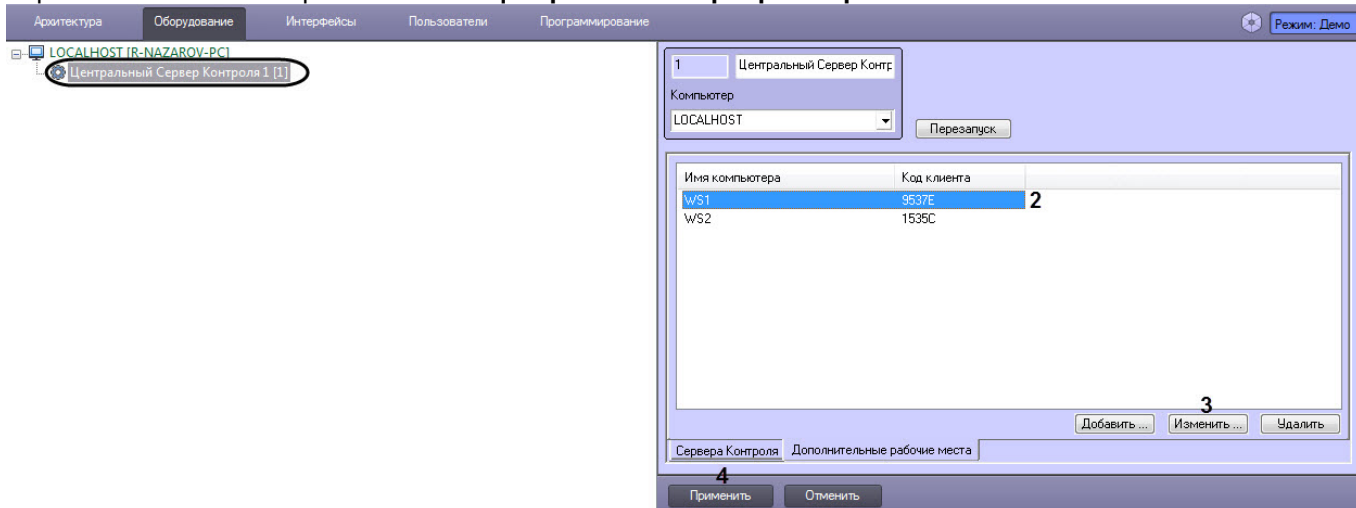 Архитектура Оборудование Интерфейсы Пользователи Программирование Режим: Демо
LOCALHOST [R-NAZAROV-PC]
Центральный Сервер Контроля 1 [1]
1 Центральный Сервер Контр
Компьютер
LOCALHOST
Перезапуск
Имя компьютера Код клиента
WS1 9537E 2
WS2 1535C
3
Добавить ... Изменить ... Удалить
Сервера Контроля Дополнительные рабочие места
4
Применить Отменить